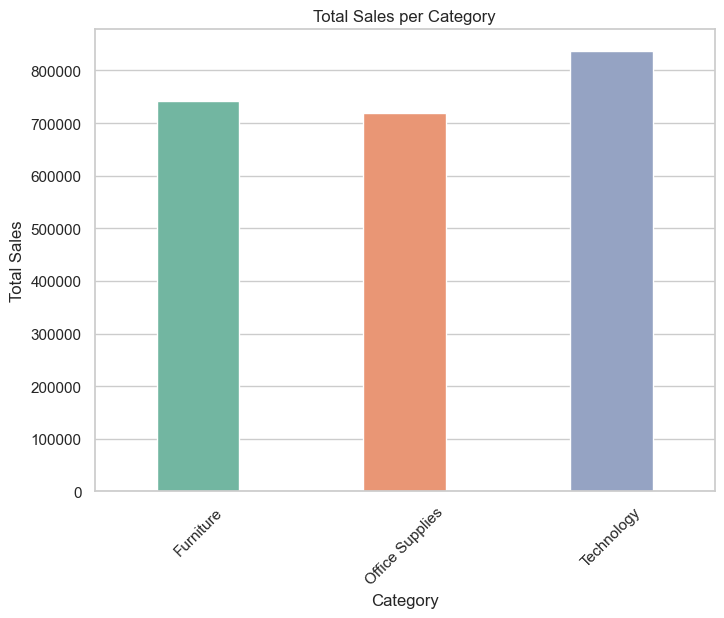 Total Sales per Category
Total Sales
800000
700000
600000
500000
400000
300000
200000
100000
0
Furniture
Office Supplies
Technology
Category